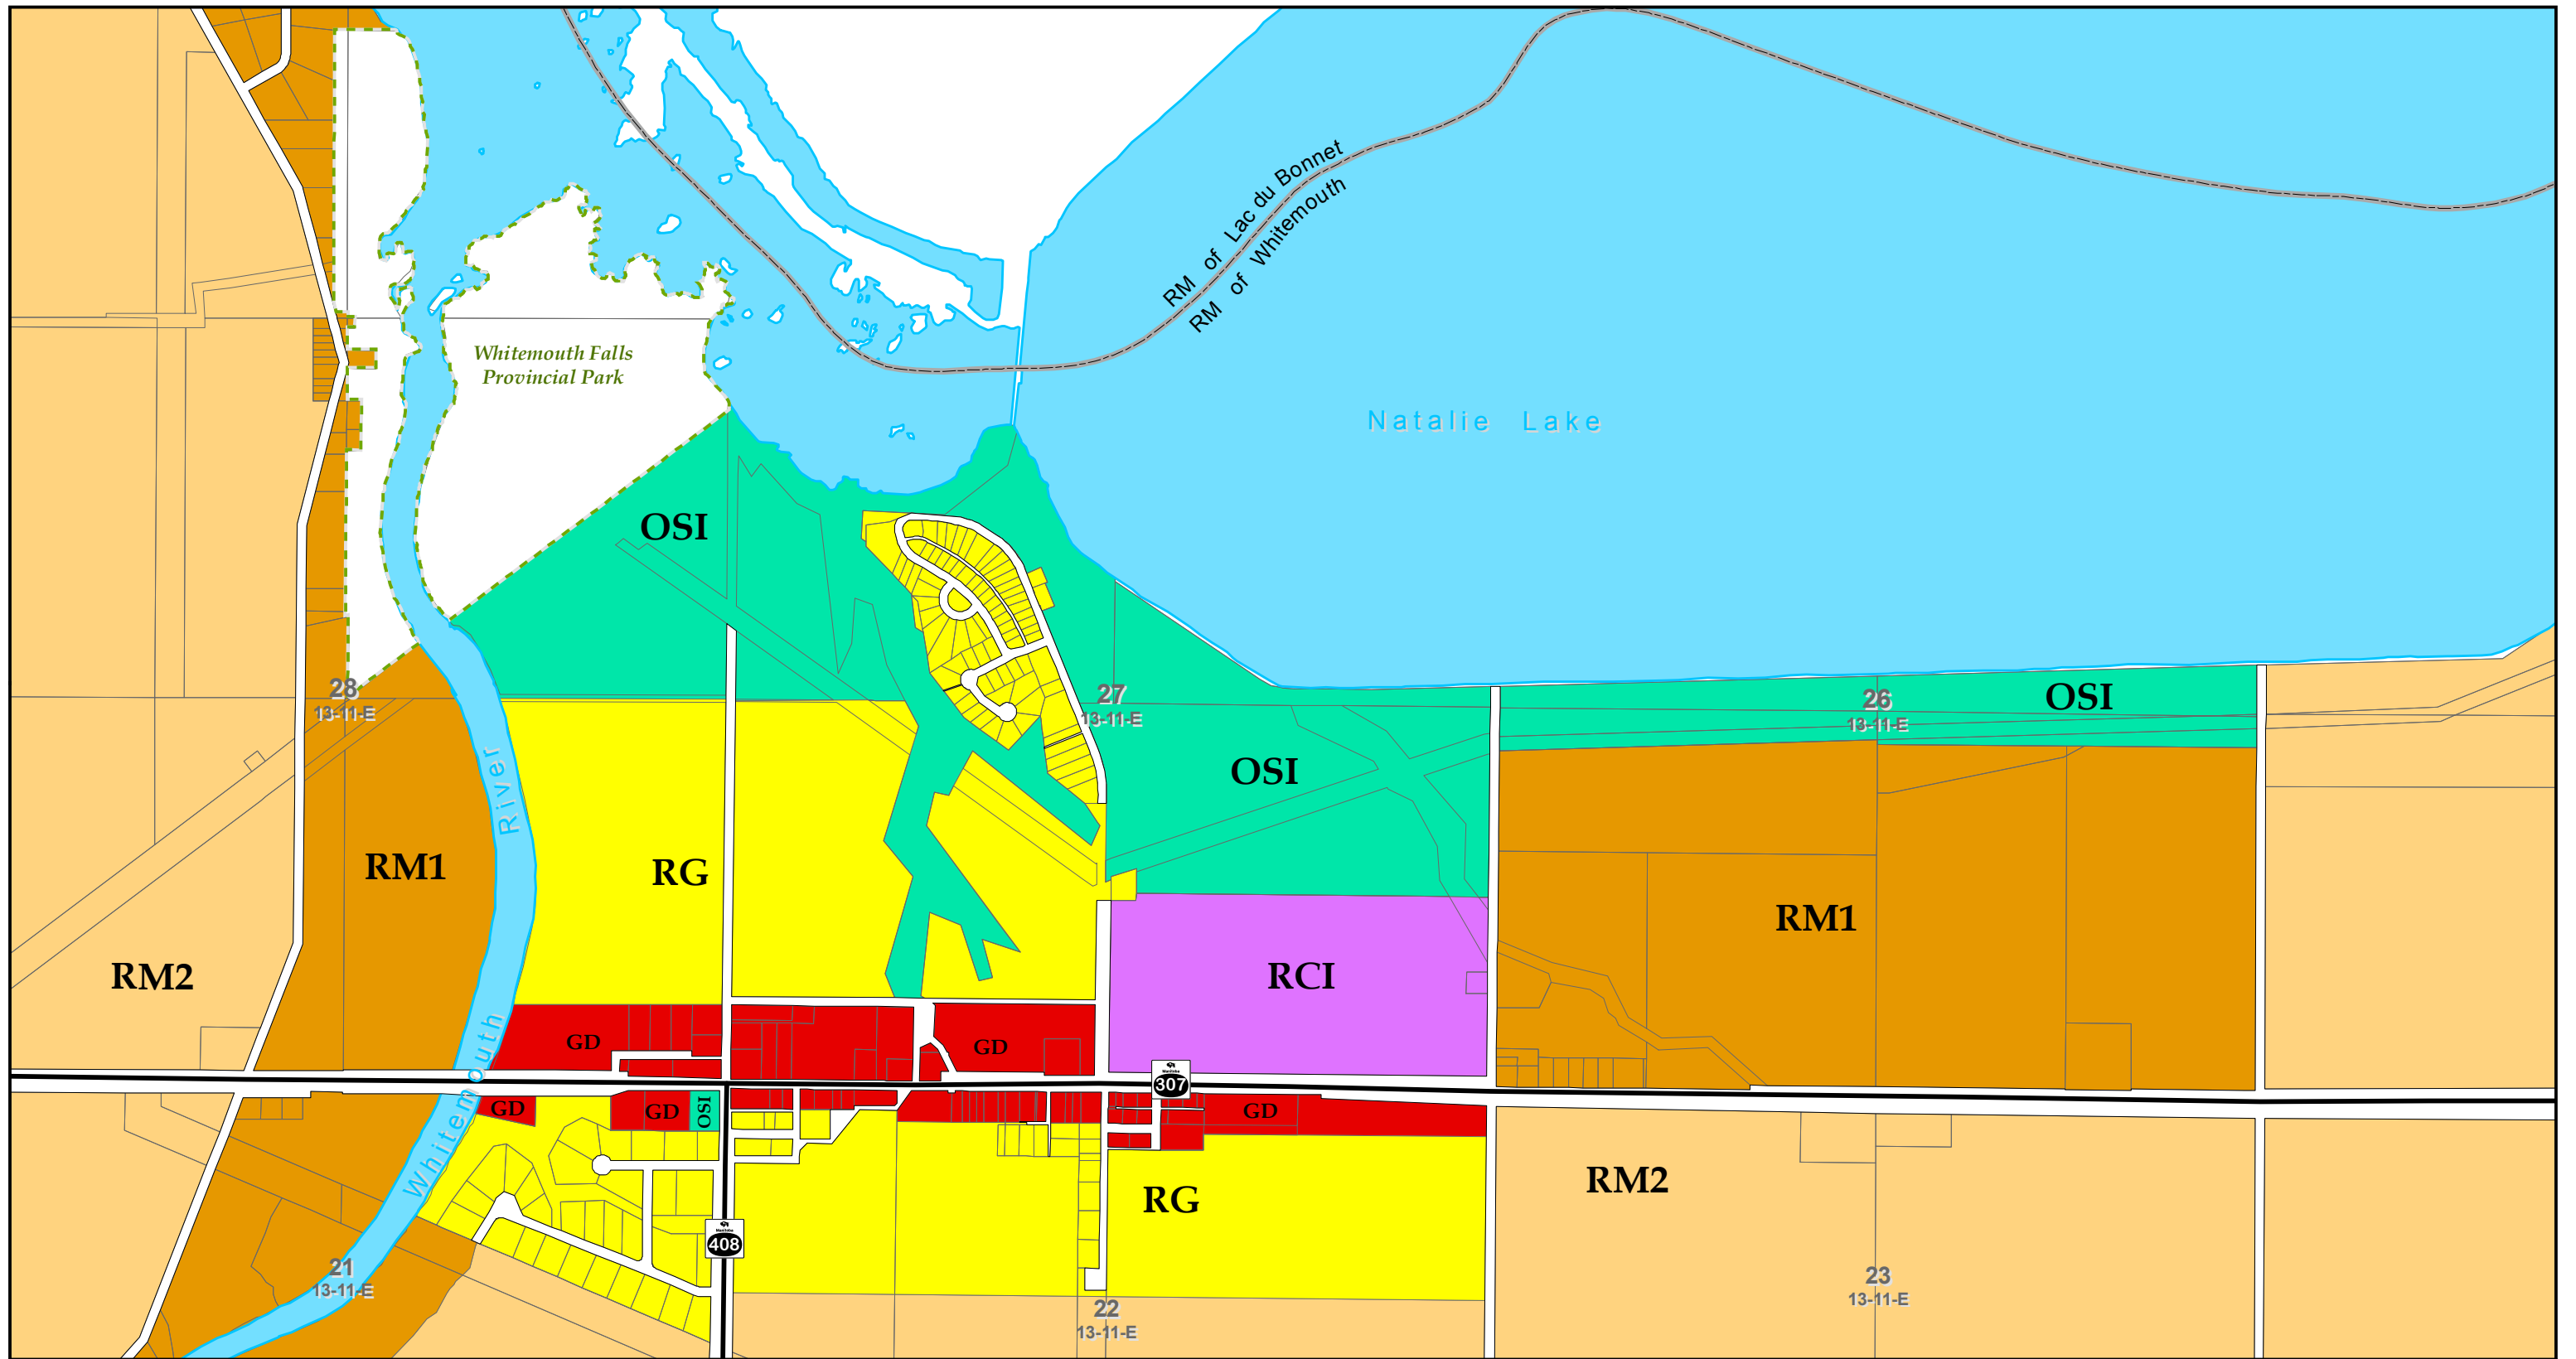 RM of Lac du Bonnet
RM of Whitemouth
Whitemouth Falls
Provincial Park
Natalie Lake
OSI
28
13-11-E
27
13-11-E
26
13-11-E
OSI
OSI
River
RM1
RG
RM1
RM2
RCI
GD
GD
Whitemouth
Manitoba
307
GD
GD
OSI
GD
RM2
RG
Manitoba
408
21
13-11-E
23
13-11-E
22
13-11-E